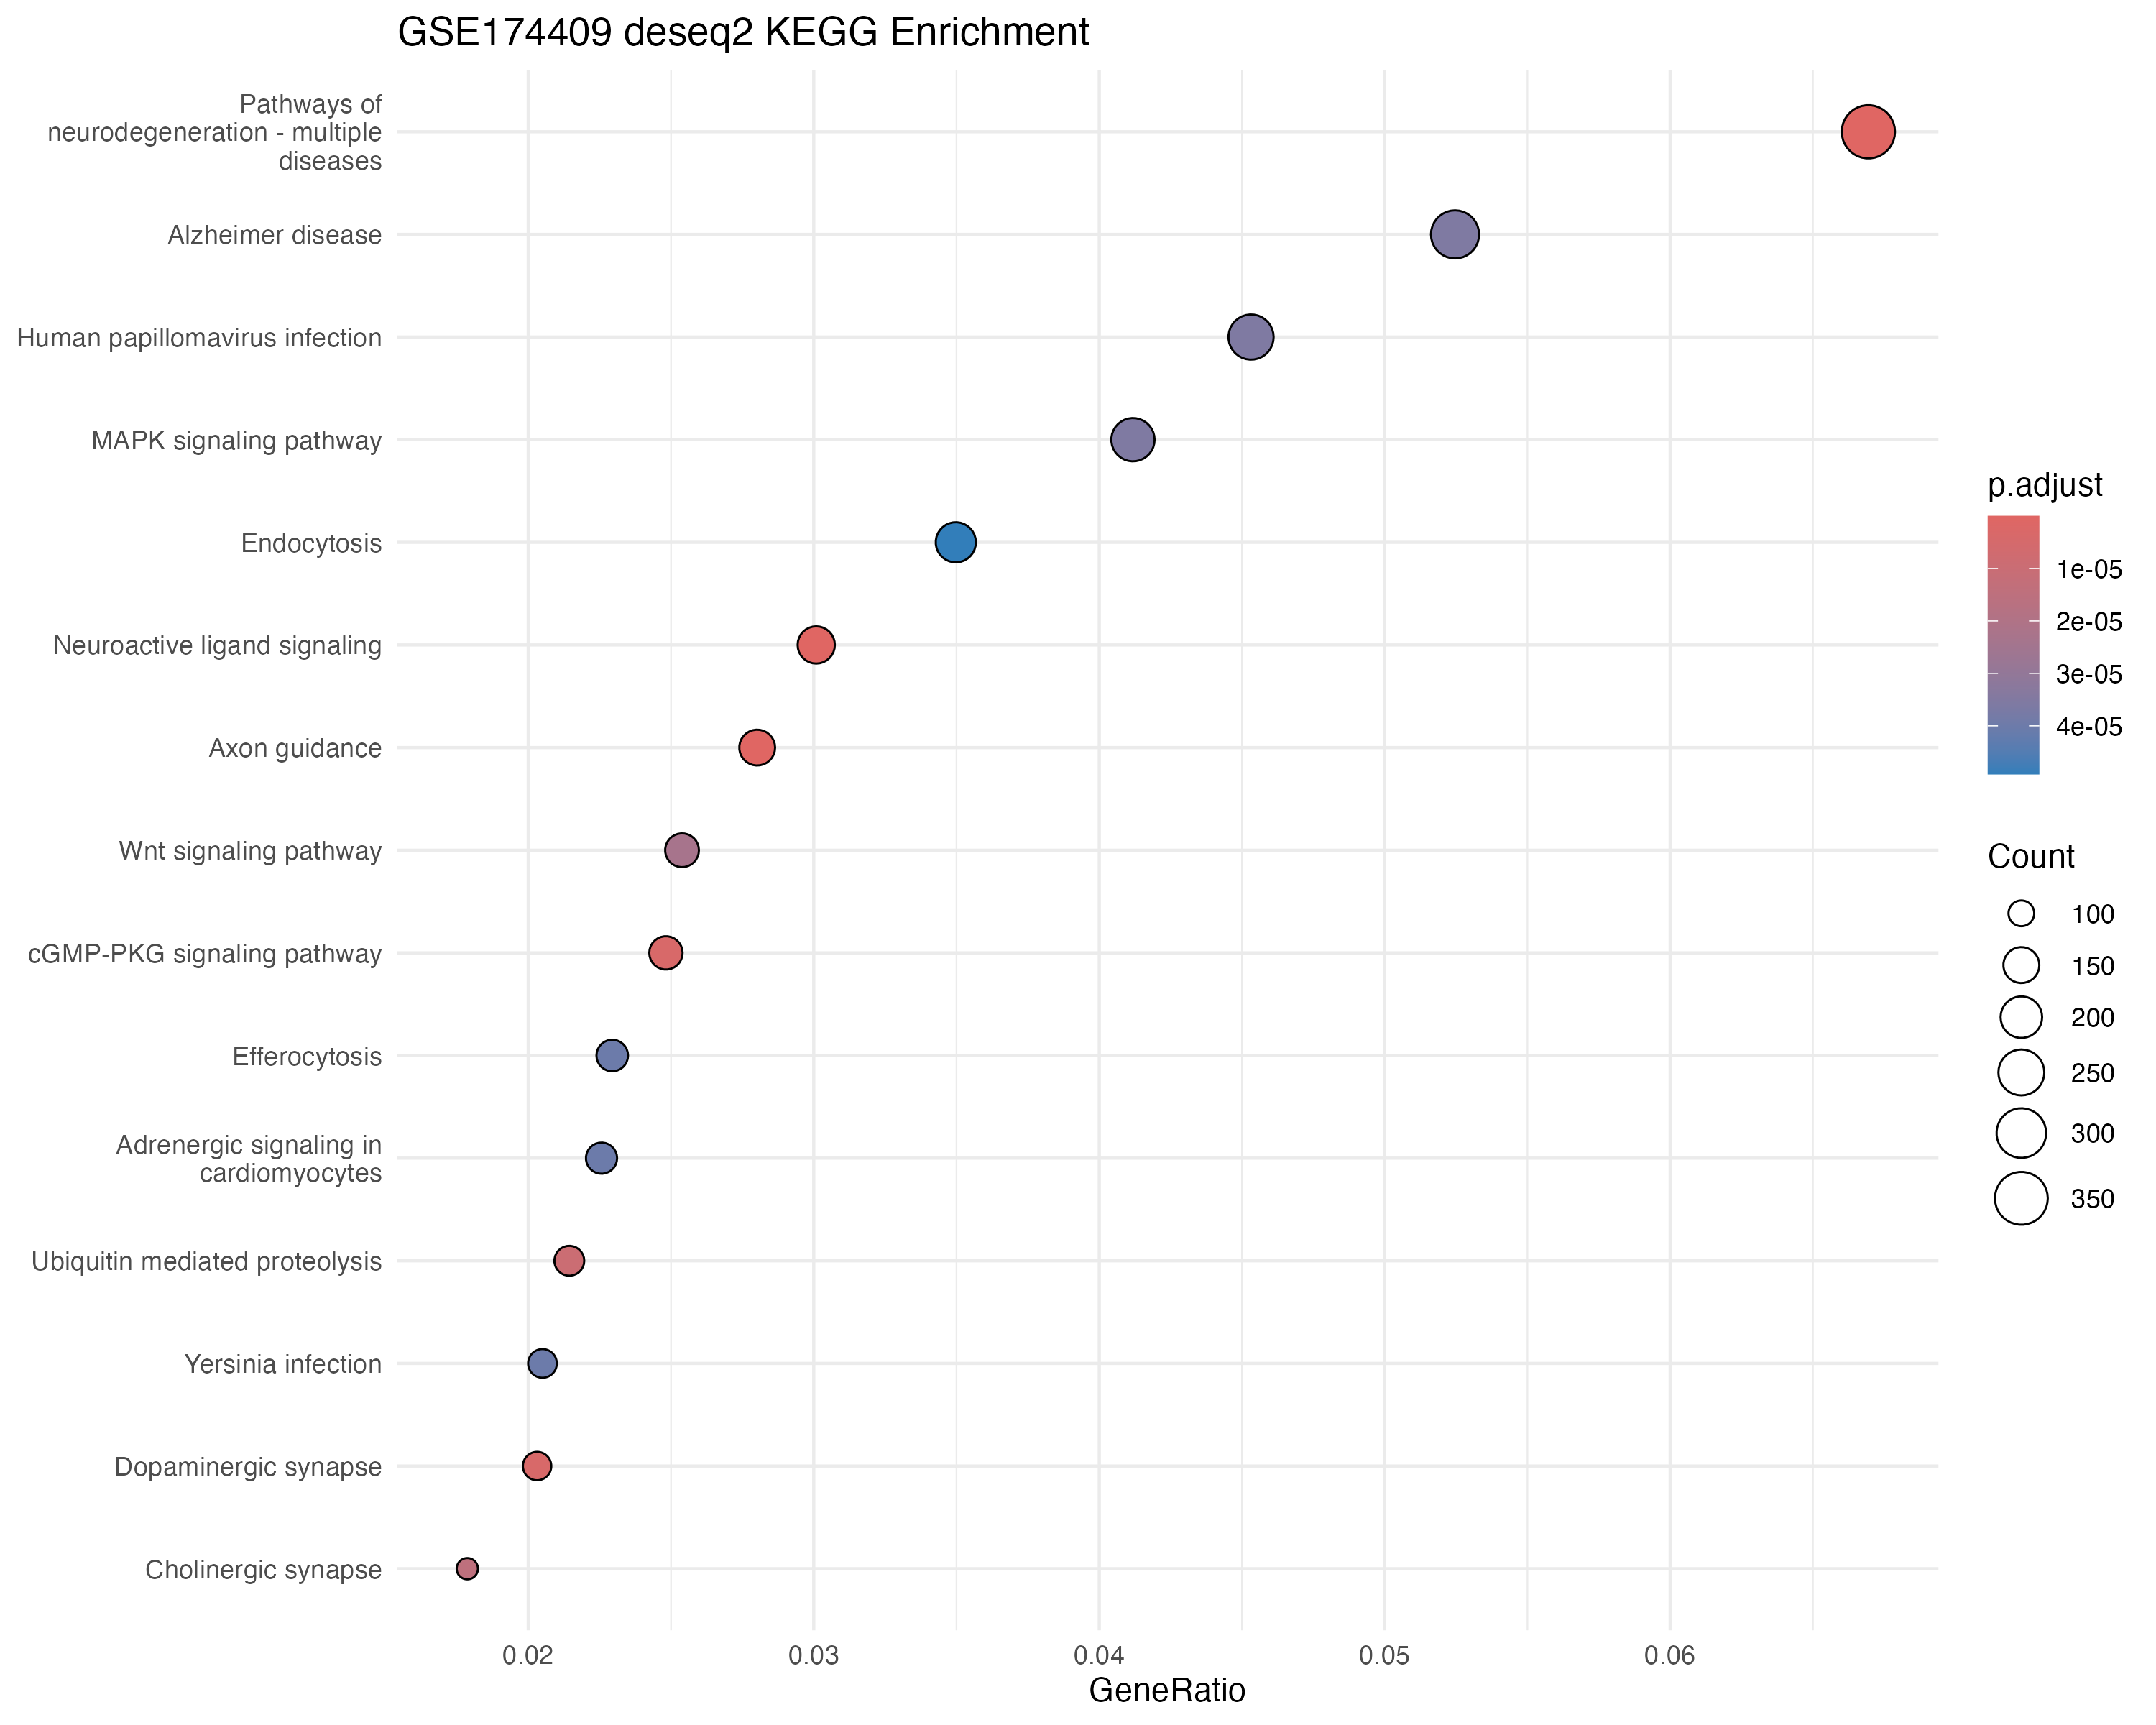 GSE174409 deseq2 KEGG Enrichment
Pathways of
neurodegeneration - multiple
diseases
Alzheimer disease
Human papillomavirus infection
MAPK signaling pathway
Endocytosis
Neuroactive ligand signaling
Axon guidance
Wnt signaling pathway
cGMP-PKG signaling pathway
Efferocytosis
Adrenergic signaling in
cardiomyocytes
Ubiquitin mediated proteolysis
Yersinia infection
Dopaminergic synapse
Cholinergic synapse
0.02 0.03 0.04 0.05 0.06
GeneRatio
p.adjust
1e-05
2e-05
3e-05
4e-05
Count
100
150
200
250
300
350